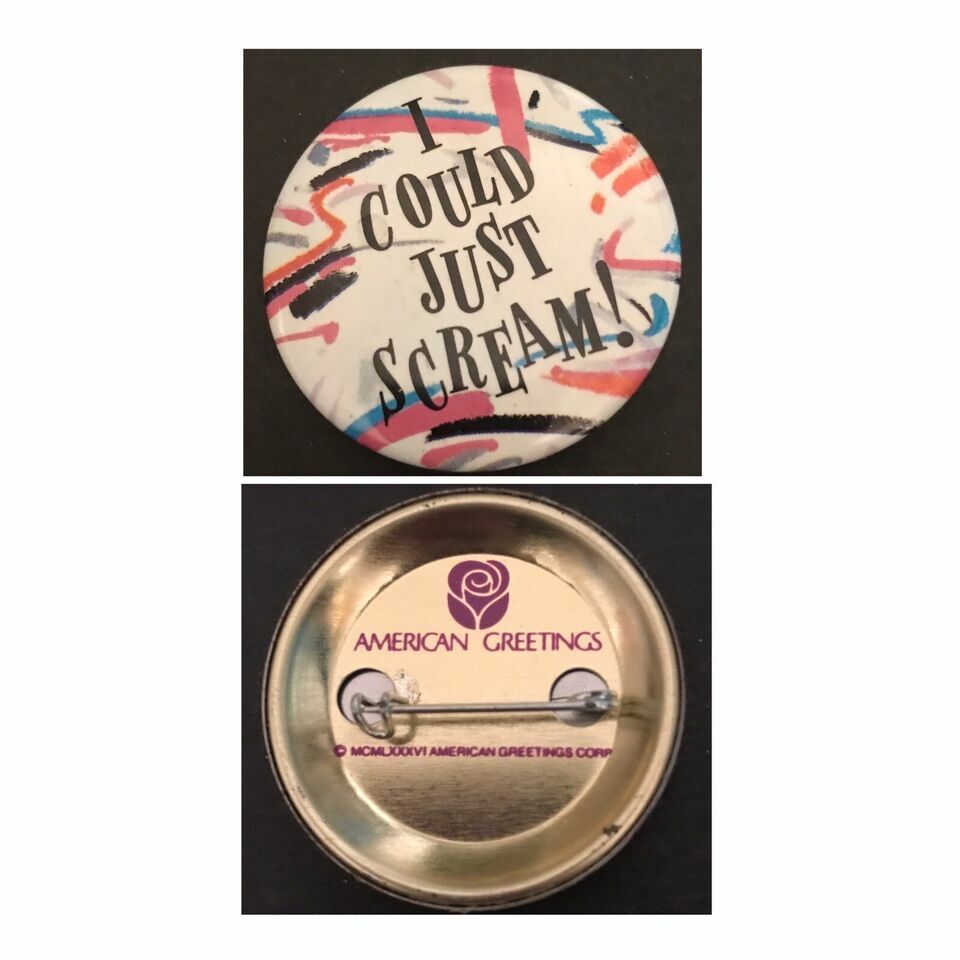 I
COULD
JUST
SCREAM!
AMERICAN GREETINGS
© MCMLXXXVI AMERICAN GREETINGS CORP